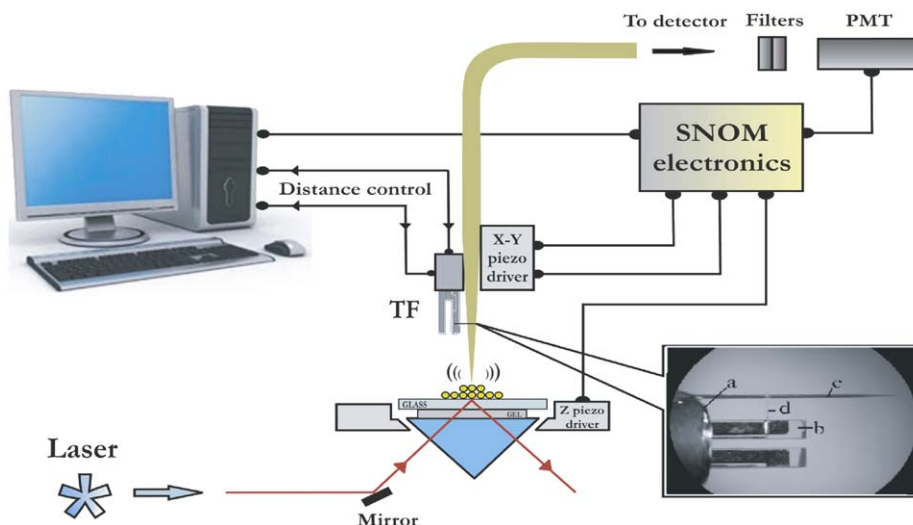 To detector
Filters
PMT
SNOM
electronics
Distance control
X-Y
piezo
driver
TF
GLASS
GEL
Z piezo
driver
a
c
d
b
Laser
Mirror